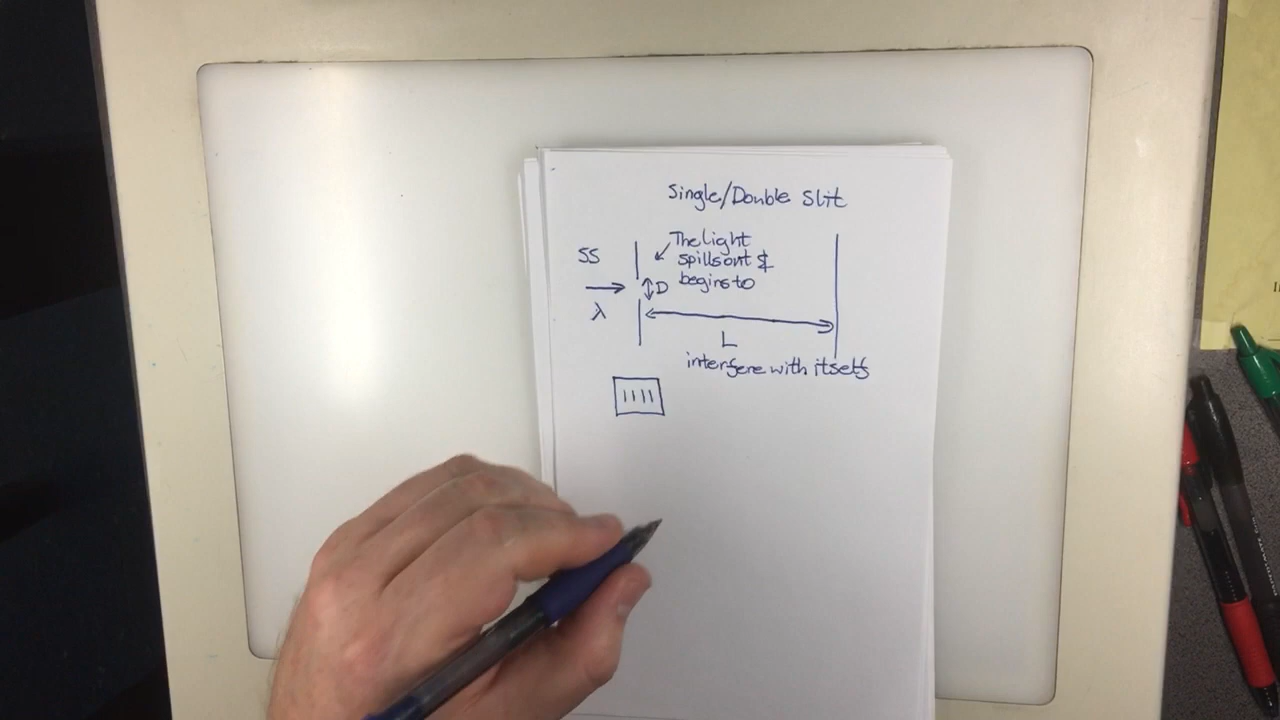 Single/Double Slit
SS
The light
spills out &
begins to
D
λ
L
interfere with itself